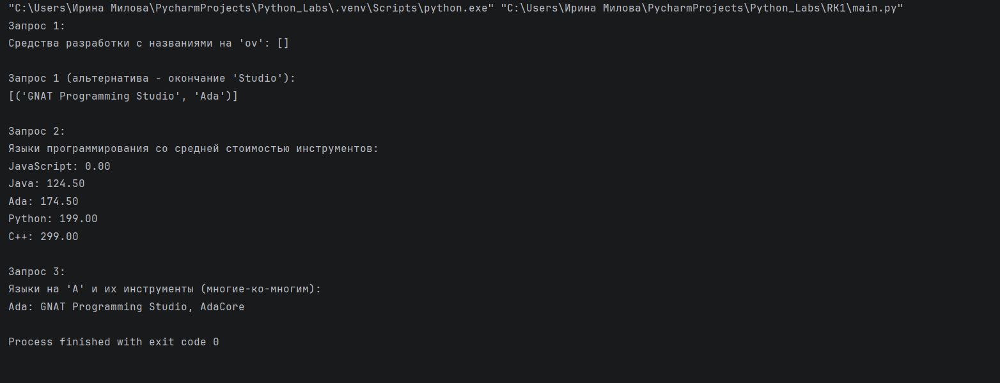 "C:\Users\Ирина Милова\PycharmProjects\Python_Labs\.venv\Scripts\python.exe" "C:\Users\Ирина Милова\PycharmProjects\Python_Labs\RK1\main.py"
Запрос 1:
Средства разработки с названиями на 'ov': []
Запрос 1 (альтернатива - окончание 'Studio'):
[('GNAT Programming Studio', 'Ada')]
Запрос 2:
Языки программирования со средней стоимостью инструментов:
JavaScript: 0.00
Java: 124.50
Ada: 174.50
Python: 199.00
C++: 299.00
Запрос 3:
Языки на 'A' и их инструменты (многие-ко-многим):
Ada: GNAT Programming Studio, AdaCore
Process finished with exit code 0